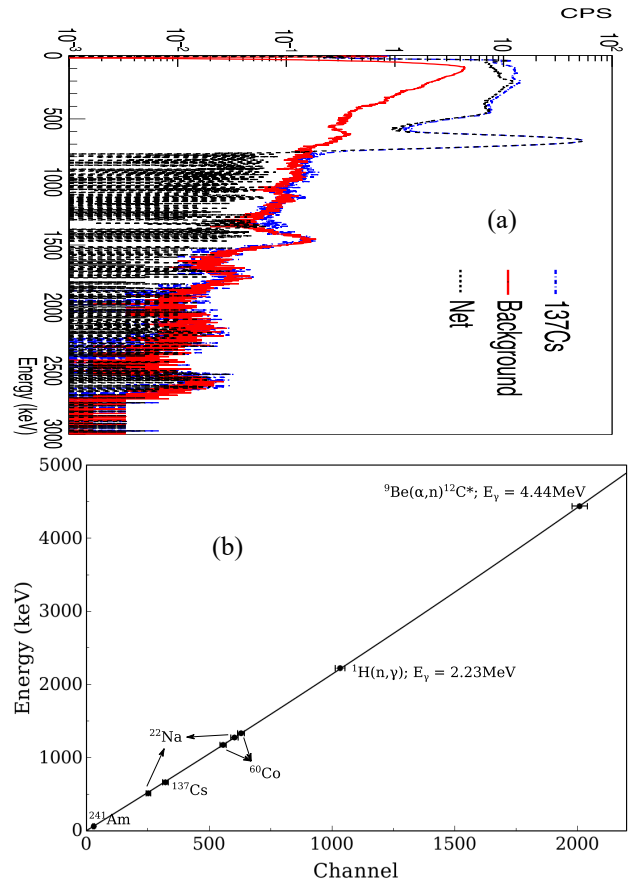 CPS
10⁻³
10⁻²
10⁻¹
1
10
10²
0
500
1000
1500
2000
2500
3000
Energy (keV)
(a)
137Cs
Background
Net
5000
4000
3000
2000
1000
0
Energy (keV)
(b)
⁹Be(α,n)¹²C*; Eᵧ = 4.44MeV
¹H(n,γ); Eᵧ = 2.23MeV
²²Na
⁶⁰Co
¹³⁷Cs
²⁴¹Am
0 500 1000 1500 2000
Channel